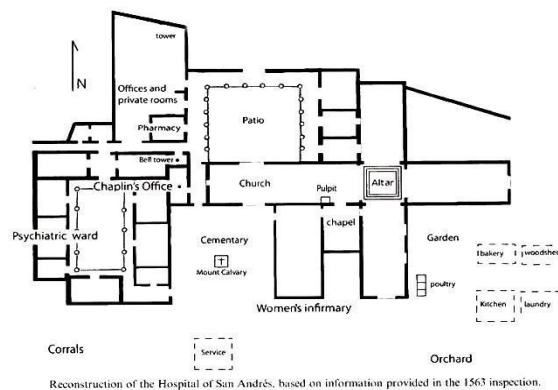 tower
N
Offices and
private rooms
Pharmacy
Patio
Bell tower
Chaplin's Office
Church
Pulpit
Altar
chapel
Psychiatric ward
Cementary
Mount Calvary
Garden
bakery
woodshed
poultry
Women's infirmary
Kitchen
laundry
Corrals
Service
Orchard
Reconstruction of the Hospital of San Andrés, based on information provided in the 1563 inspection.